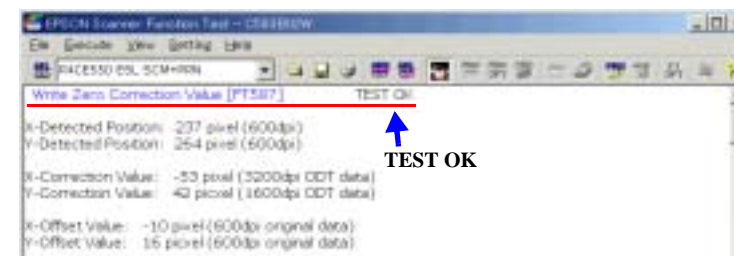 EPSON Scanner Function Test -
File Execute View Setting Help
Write Zero Correction Value [FT587] TEST OK
X-Detected Position: 237 pixel (600dpi)
Y-Detected Position: 264 pixel (600dpi)
TEST OK
X-Correction Value: -53 pixel (3200dpi ODT data)
Y-Correction Value: 42 picxel (1600dpi ODT data)
X-Offset Value: -10 pixel (600dpi original data)
Y-Offset Value: 16 picxel (600dpi original data)